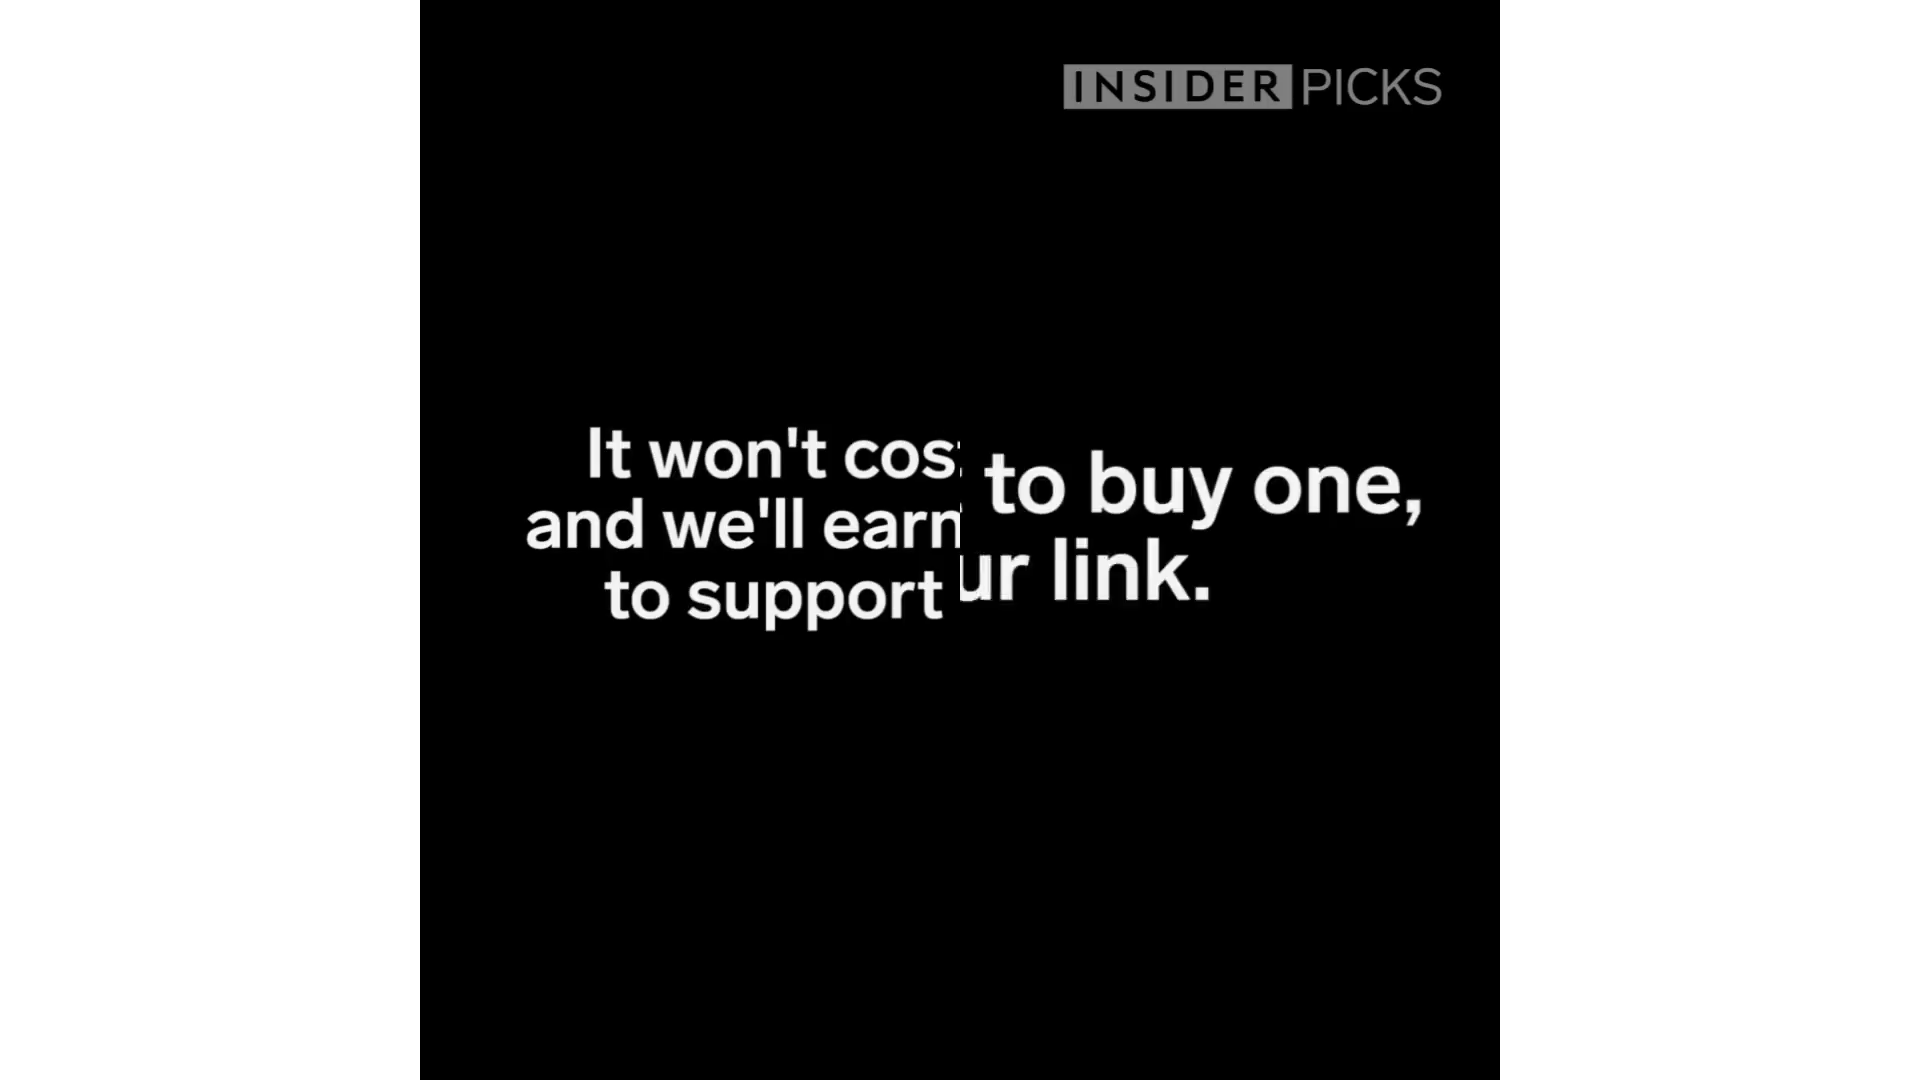 INSIDER PICKS
It won't cos
and we'll earn
to support
to buy one,
ur link.